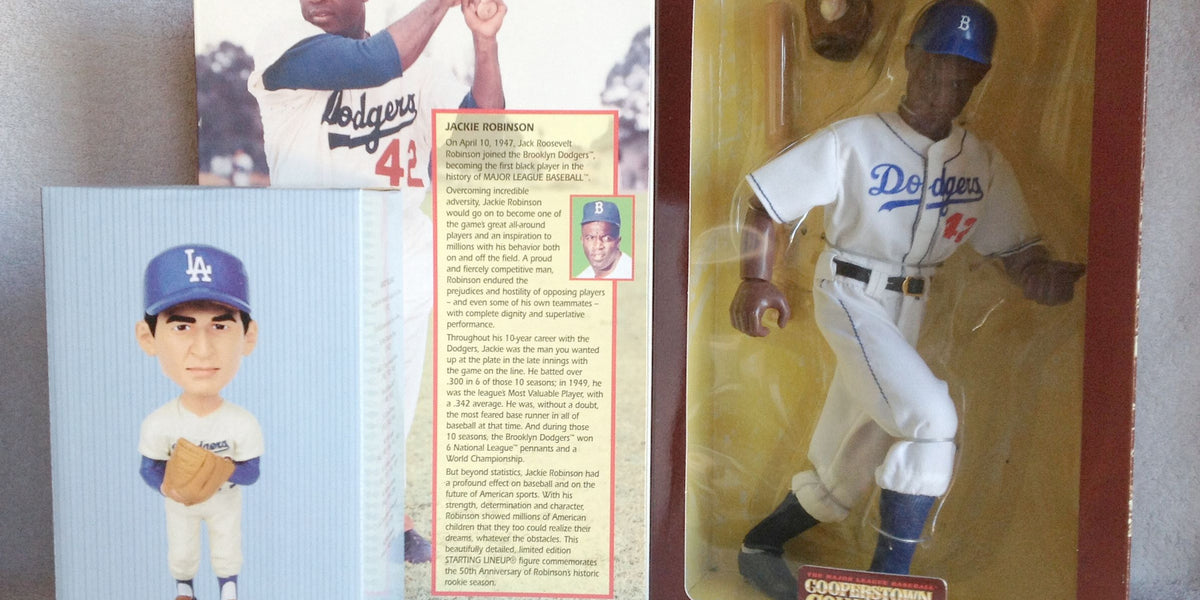 Dodgers
42
JACKIE ROBINSON
On April 10, 1947, Jack Roosevelt
Robinson joined the Brooklyn Dodgers™,
becoming the first black player in the
history of MAJOR LEAGUE BASEBALL™.
Overcoming incredible
adversity, Jackie Robinson
would go on to become one of
the game's great all-around
players and an inspiration to
millions with his behavior both
on and off the field. A proud
and fiercely competitive man,
Robinson endured the
prejudices and hostility of opposing players
– and even some of his own teammates –
with complete dignity and superlative
performance.
Throughout his 10-year career with the
Dodgers, Jackie was the man you wanted
up at the plate in the late innings with
the game on the line. He batted over
.300 in 6 of those 10 seasons; in 1949, he
was the league's Most Valuable Player, with
a .342 average. He was, without a doubt,
the most feared base runner in all of
baseball at that time. And during those
10 seasons, the Brooklyn Dodgers™ won
6 National League™ pennants and a
World Championship.
But beyond statistics, Jackie Robinson had
a profound effect on baseball and on the
future of American sports. With his
strength, determination and character,
Robinson showed millions of American
children that they too could realize their
dreams, whatever the obstacles. This
beautifully detailed, limited edition
STARTING LINEUP® figure commemorates
the 50th Anniversary of Robinson's historic
rookie season.
B
LA
B
Dodgers
42
THE MAJOR LEAGUE BASEBALL
COOPERSTOWN